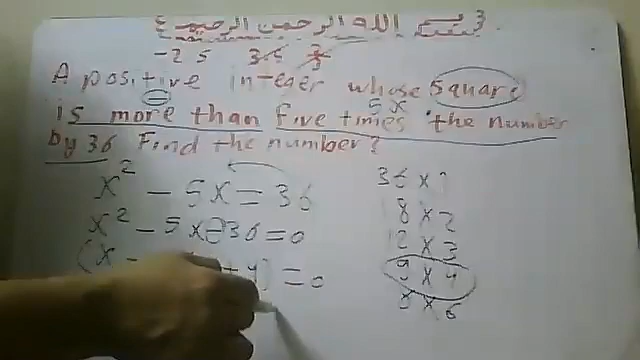 بسم الله الرحمن الرحيم
-2 5 3.5
A positive integer whose square
is more than five times the number
5x
by 36 Find the number?
x² - 5x = 36
x² - 5x - 36 = 0
(x - + 4) = 0
36 x 1
18 x 2
12 x 3
9 x 4
6 x 6